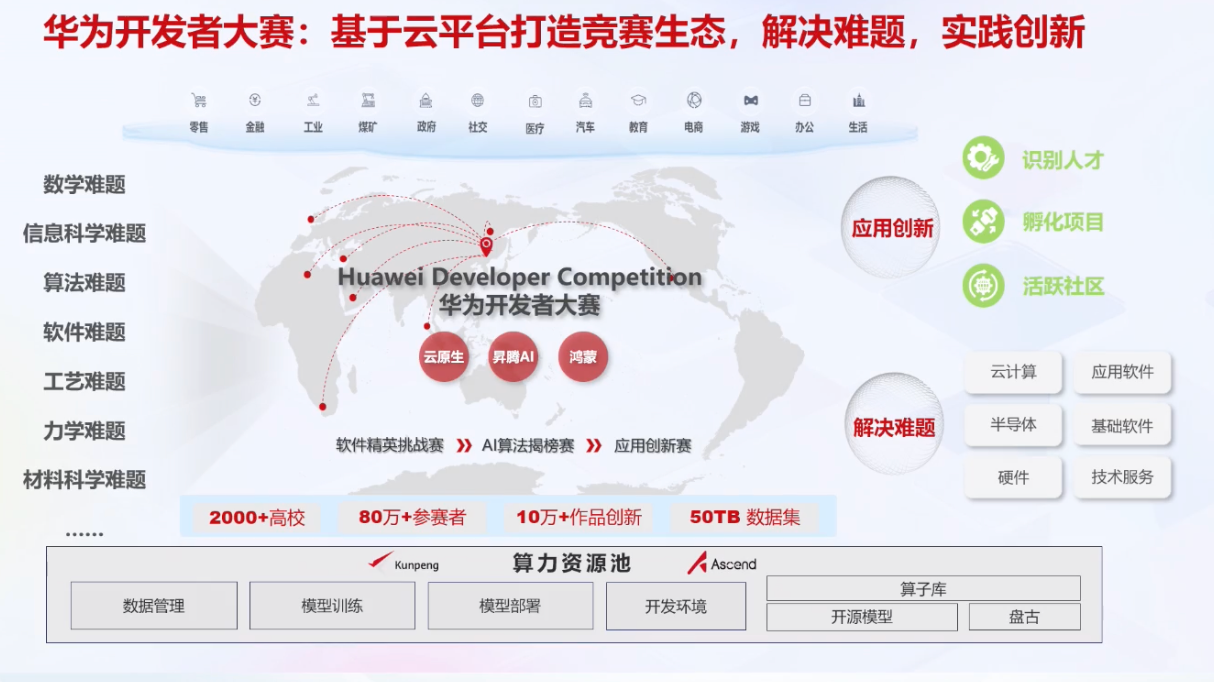 华为开发者大赛：基于云平台打造竞赛生态，解决难题，实践创新
零售 金融 工业 煤矿 政府 社交 医疗 汽车 教育 电商 游戏 办公 生活
数学难题
信息科学难题
算法难题
软件难题
工艺难题
力学难题
材料科学难题
……
Huawei Developer Competition
华为开发者大赛
云原生 昇腾AI 鸿蒙
软件精英挑战赛 》 AI算法揭榜赛 》 应用创新赛
2000+高校 80万+参赛者 10万+作品创新 50TB 数据集
应用创新
识别人才
孵化项目
活跃社区
解决难题
云计算 应用软件
半导体 基础软件
硬件 技术服务
Kunpeng 算力资源池 Ascend
数据管理 模型训练 模型部署 开发环境
算子库
开源模型 盘古